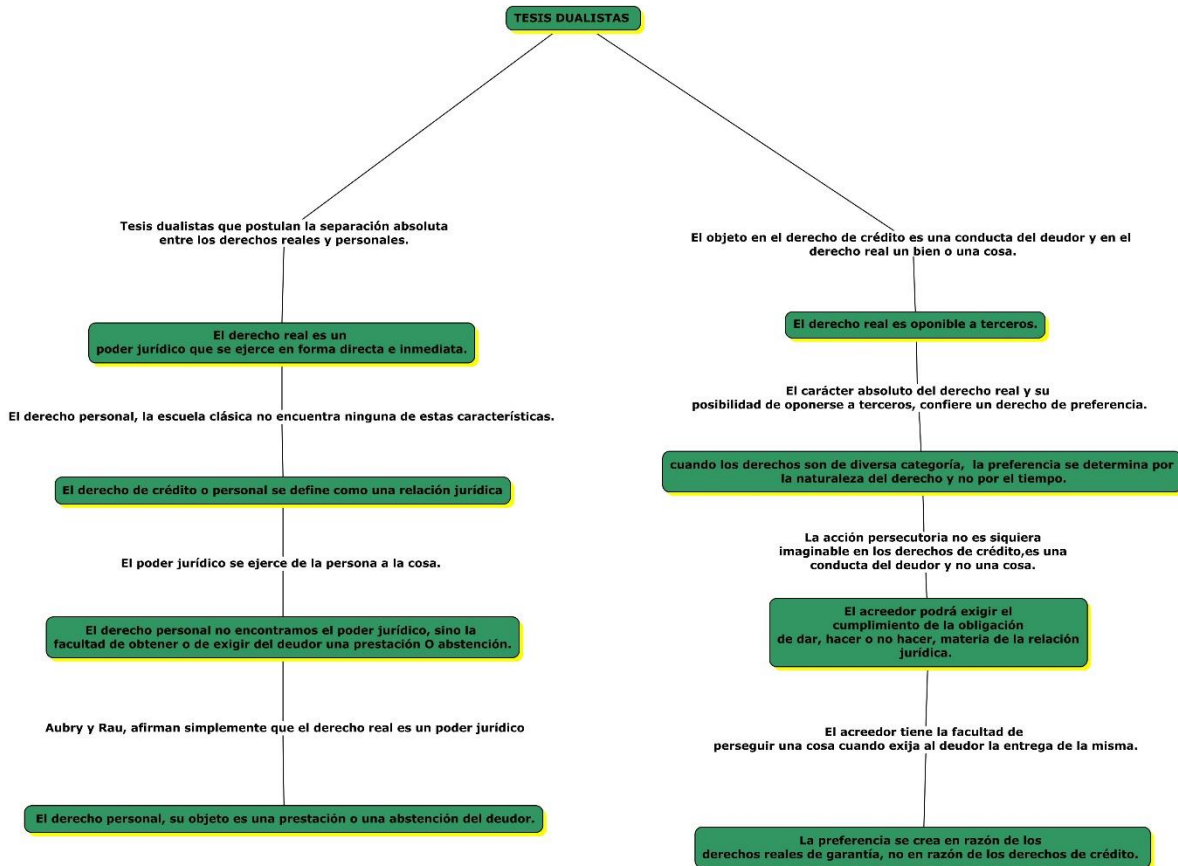 TESIS DUALISTAS
Tesis dualistas que postulan la separación absoluta
entre los derechos reales y personales.
El derecho real es un
poder jurídico que se ejerce en forma directa e inmediata.
El derecho personal, la escuela clásica no encuentra ninguna de estas características.
El derecho de crédito o personal se define como una relación jurídica
El poder jurídico se ejerce de la persona a la cosa.
El derecho personal no encontramos el poder jurídico, sino la
facultad de obtener o de exigir del deudor una prestación O abstención.
Aubry y Rau, afirman simplemente que el derecho real es un poder jurídico
El derecho personal, su objeto es una prestación o una abstención del deudor.
El objeto en el derecho de crédito es una conducta del deudor y en el
derecho real un bien o una cosa.
El derecho real es oponible a terceros.
El carácter absoluto del derecho real y su
posibilidad de oponerse a terceros, confiere un derecho de preferencia.
cuando los derechos son de diversa categoría, la preferencia se determina por
la naturaleza del derecho y no por el tiempo.
La acción persecutoria no es siquiera
imaginable en los derechos de crédito,es una
conducta del deudor y no una cosa.
El acreedor podrá exigir el
cumplimiento de la obligación
de dar, hacer o no hacer, materia de la relación
jurídica.
El acreedor tiene la facultad de
perseguir una cosa cuando exija al deudor la entrega de la misma.
La preferencia se crea en razón de los
derechos reales de garantía, no en razón de los derechos de crédito.